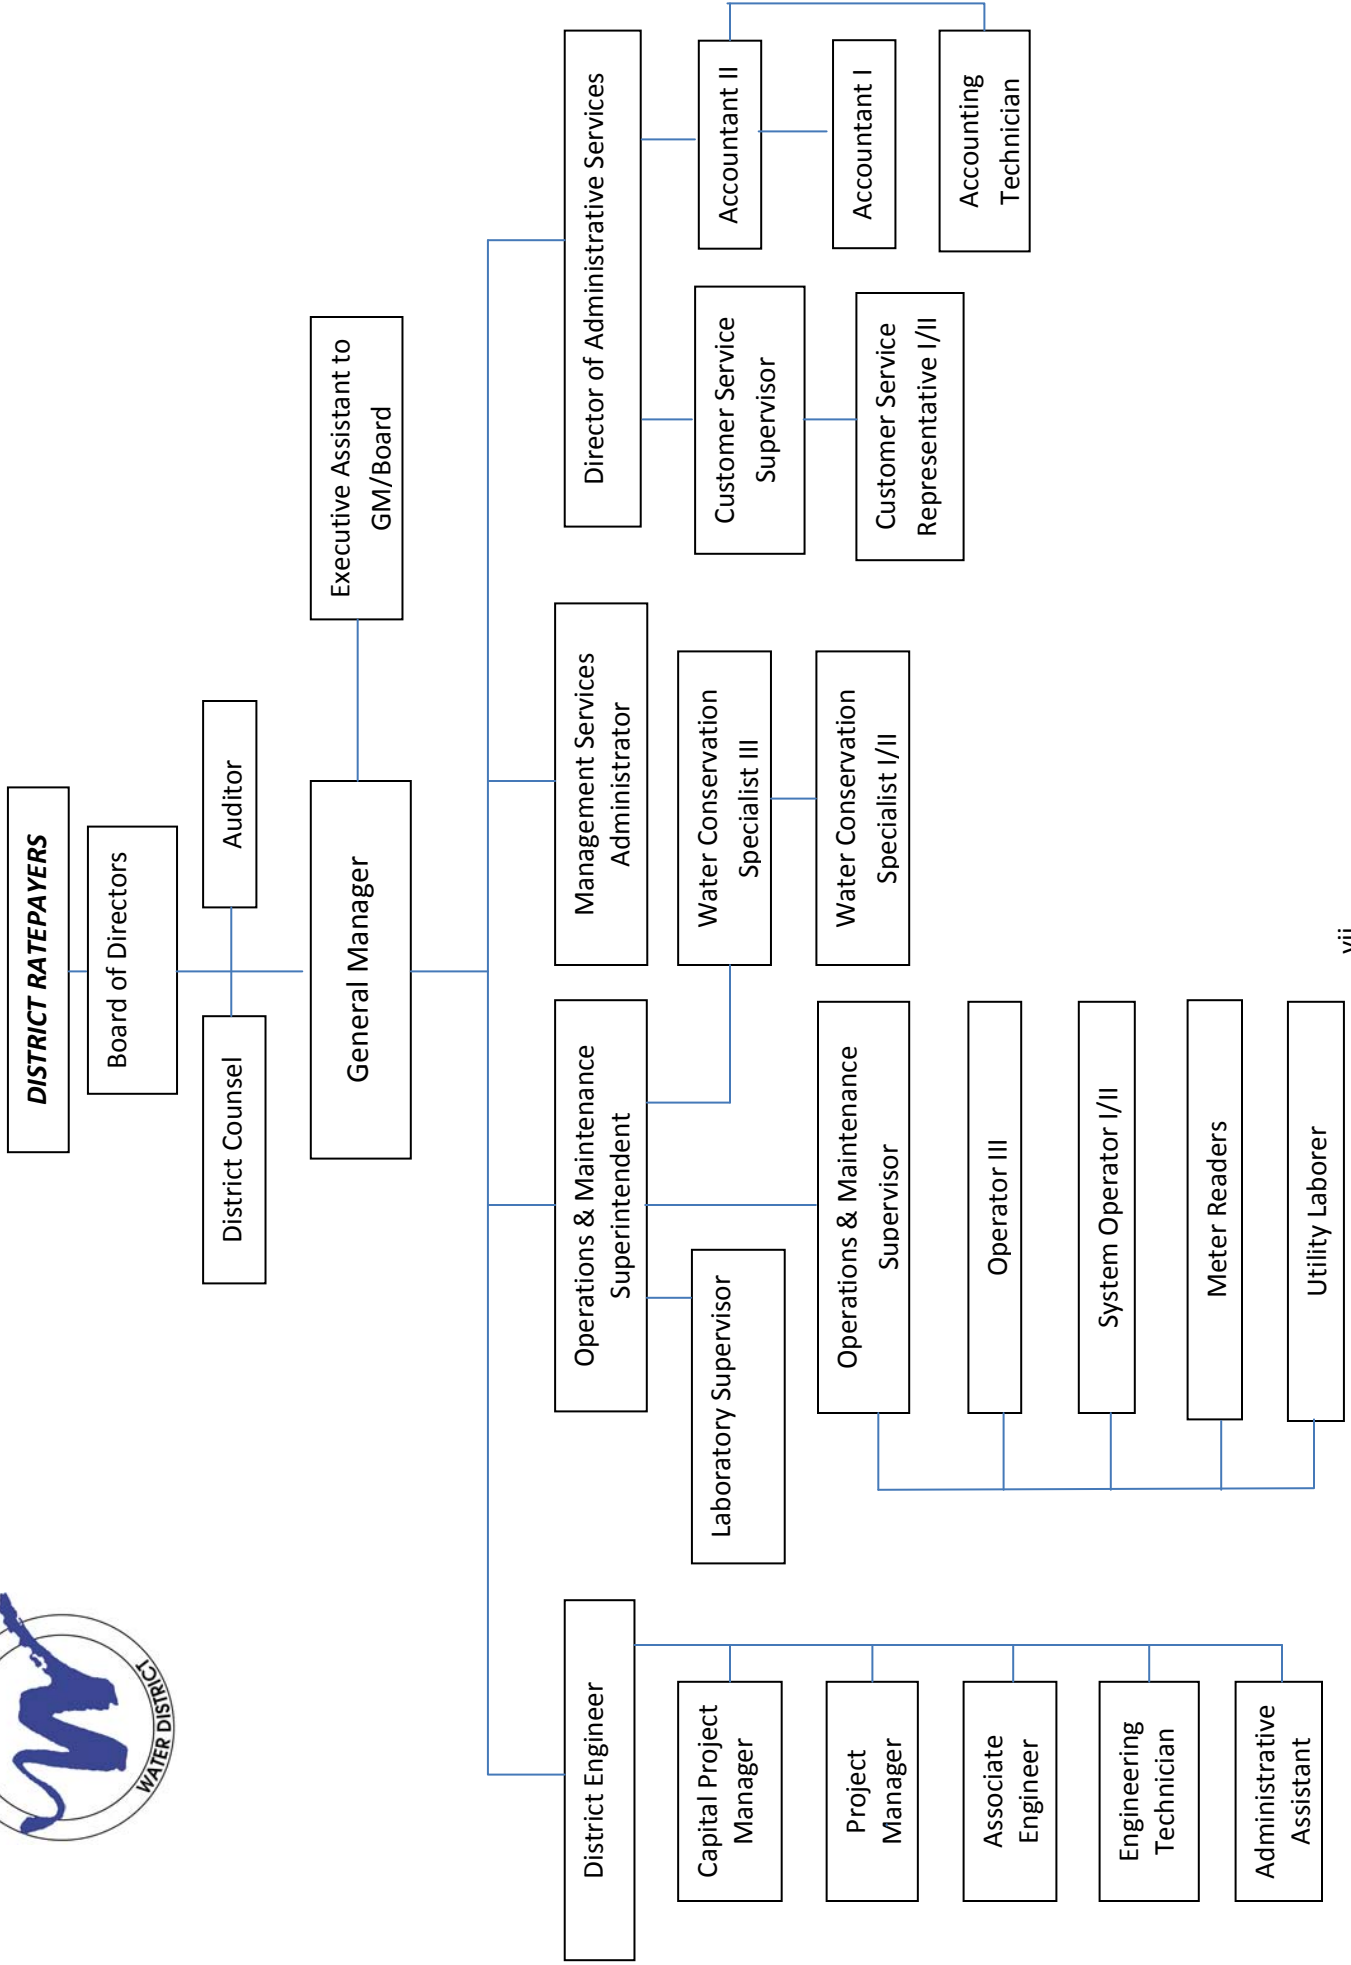 WATER DISTRICT
DISTRICT RATEPAYERS
Board of Directors
District Counsel
Auditor
General Manager
Executive Assistant to
GM/Board
District Engineer
Capital Project
Manager
Project
Manager
Associate
Engineer
Engineering
Technician
Administrative
Assistant
Operations & Maintenance
Superintendent
Laboratory Supervisor
Operations & Maintenance
Supervisor
Operator III
System Operator I/II
Meter Readers
Utility Laborer
Management Services
Administrator
Water Conservation
Specialist III
Water Conservation
Specialist I/II
Director of Administrative Services
Customer Service
Supervisor
Customer Service
Representative I/II
Accountant II
Accountant I
Accounting
Technician
vii